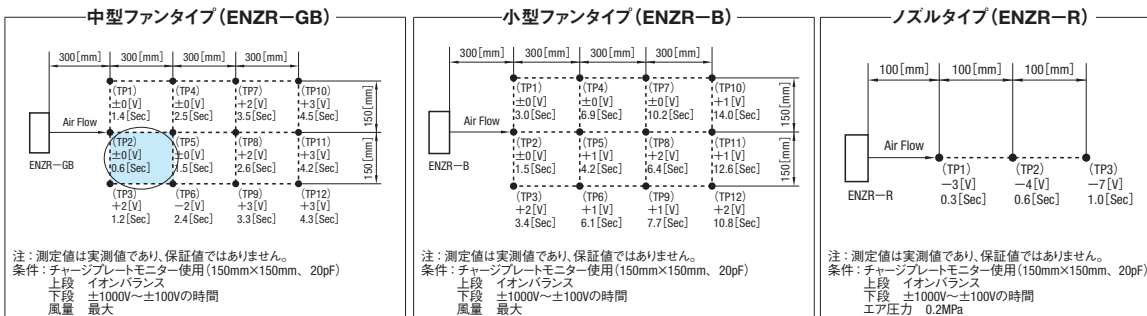 中型ファンタイプ（ENZR－GB）
300［mm］ 300［mm］ 300［mm］ 300［mm］
(TP1)
±0［V］
1.4［Sec］
(TP4)
±0［V］
2.5［Sec］
(TP7)
+2［V］
3.5［Sec］
(TP10)
+3［V］
4.5［Sec］
150［mm］
Air Flow
ENZR－GB
(TP2)
±0［V］
0.6［Sec］
(TP5)
±0［V］
1.5［Sec］
(TP8)
+2［V］
2.6［Sec］
(TP11)
+3［V］
4.2［Sec］
150［mm］
(TP3)
+2［V］
1.2［Sec］
(TP6)
−2［V］
2.4［Sec］
(TP9)
+3［V］
3.3［Sec］
(TP12)
+3［V］
4.3［Sec］
注：測定値は実測値であり、保証値ではありません。
条件：チャージプレートモニター使用（150mm×150mm、20pF）
上段 イオンバランス
下段 ±1000V～±100Vの時間
風量 最大
小型ファンタイプ（ENZR－B）
300［mm］ 300［mm］ 300［mm］ 300［mm］
(TP1)
±0［V］
3.0［Sec］
(TP4)
±0［V］
6.9［Sec］
(TP7)
±0［V］
10.2［Sec］
(TP10)
+1［V］
14.0［Sec］
150［mm］
Air Flow
ENZR－B
(TP2)
±0［V］
1.5［Sec］
(TP5)
+1［V］
4.2［Sec］
(TP8)
+2［V］
6.4［Sec］
(TP11)
+1［V］
12.6［Sec］
150［mm］
(TP3)
+2［V］
3.4［Sec］
(TP6)
+1［V］
6.1［Sec］
(TP9)
+1［V］
7.7［Sec］
(TP12)
+2［V］
10.8［Sec］
注：測定値は実測値であり、保証値ではありません。
条件：チャージプレートモニター使用（150mm×150mm、20pF）
上段 イオンバランス
下段 ±1000V～±100Vの時間
風量 最大
ノズルタイプ（ENZR－R）
100［mm］ 100［mm］ 100［mm］
Air Flow
ENZR－R
(TP1)
−3［V］
0.3［Sec］
(TP2)
−4［V］
0.6［Sec］
(TP3)
−7［V］
1.0［Sec］
注：測定値は実測値であり、保証値ではありません。
条件：チャージプレートモニター使用（150mm×150mm、20pF）
上段 イオンバランス
下段 ±1000V～±100Vの時間
エア圧力 0.2MPa